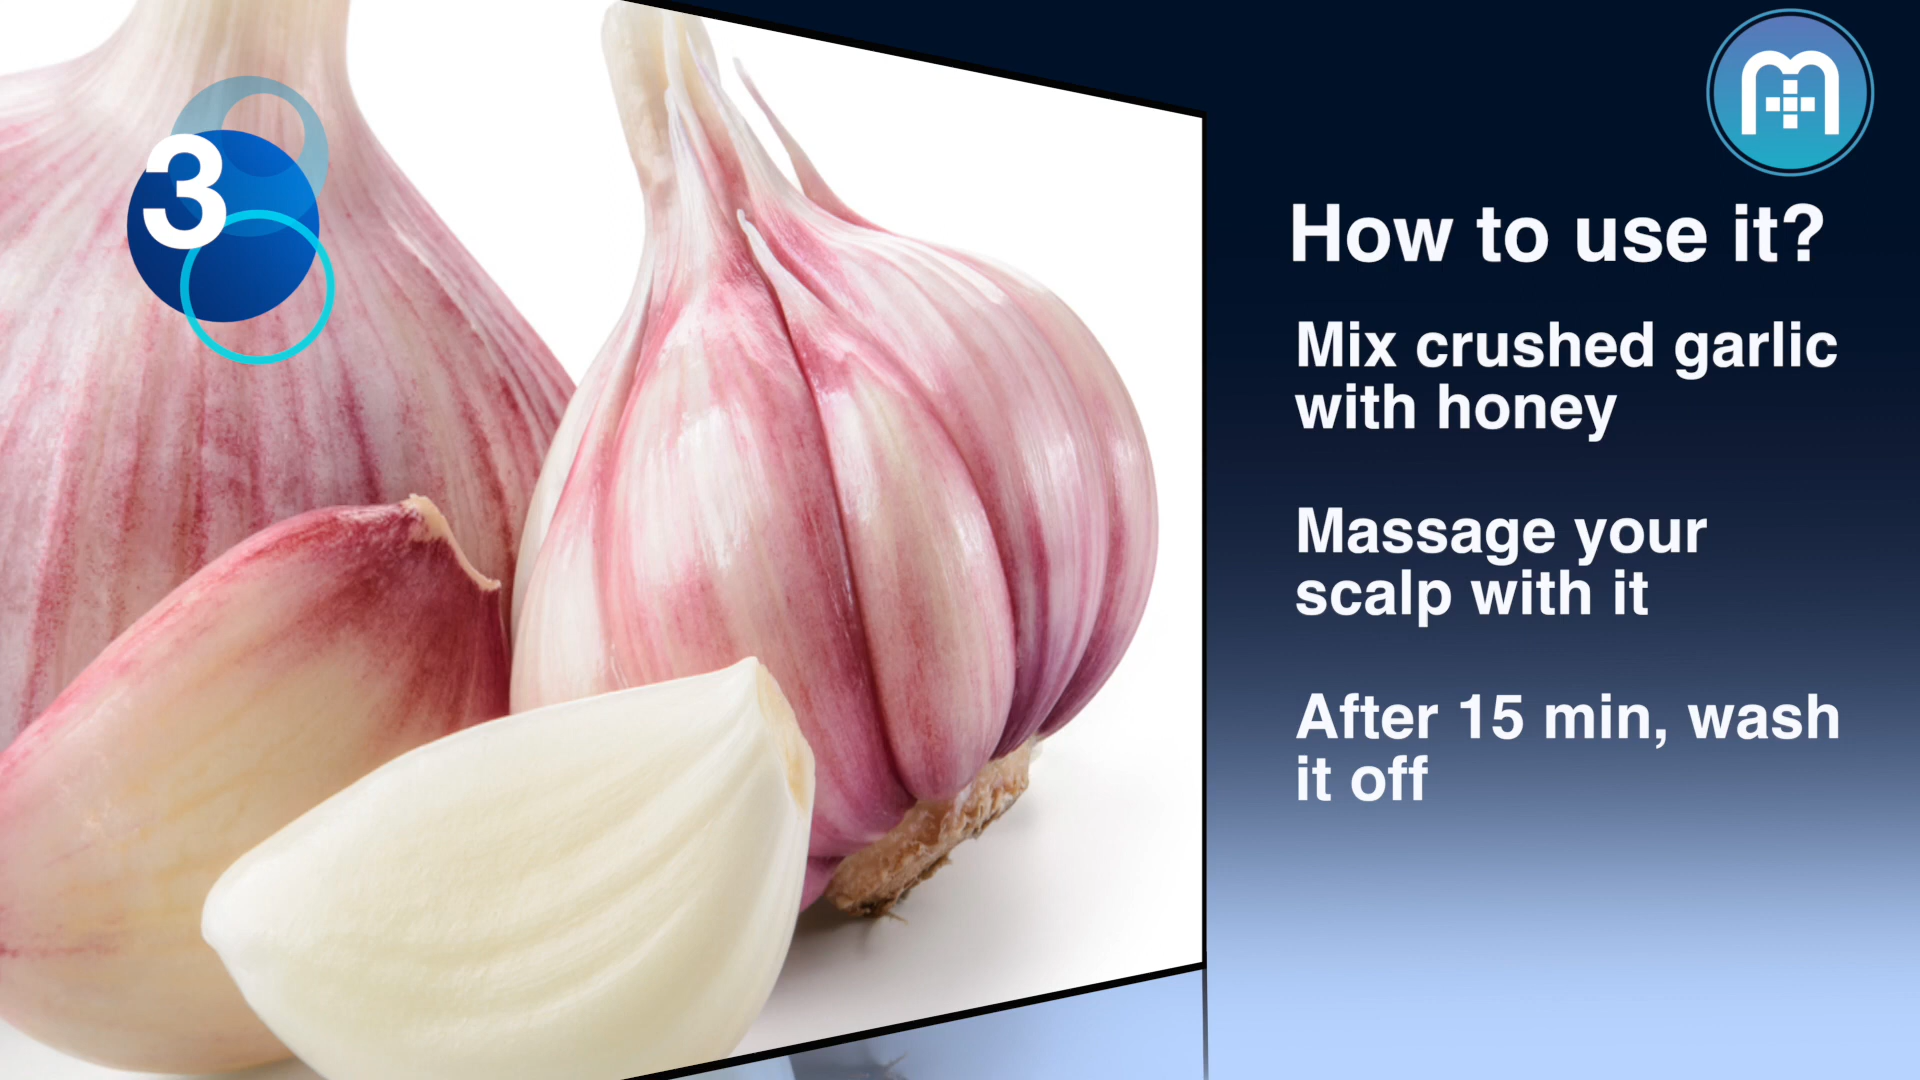 3
How to use it?
Mix crushed garlic
with honey
Massage your
scalp with it
After 15 min, wash
it off